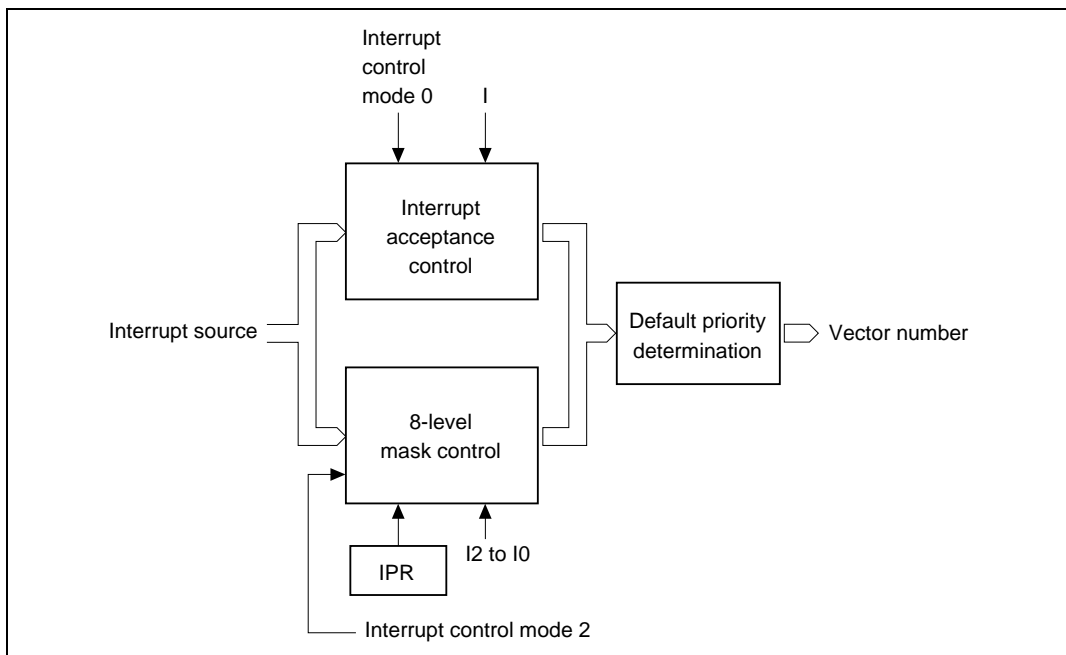 Interrupt
control
mode 0
I
Interrupt
acceptance
control
Interrupt source
Default priority
determination
Vector number
8-level
mask control
IPR
I2 to I0
Interrupt control mode 2